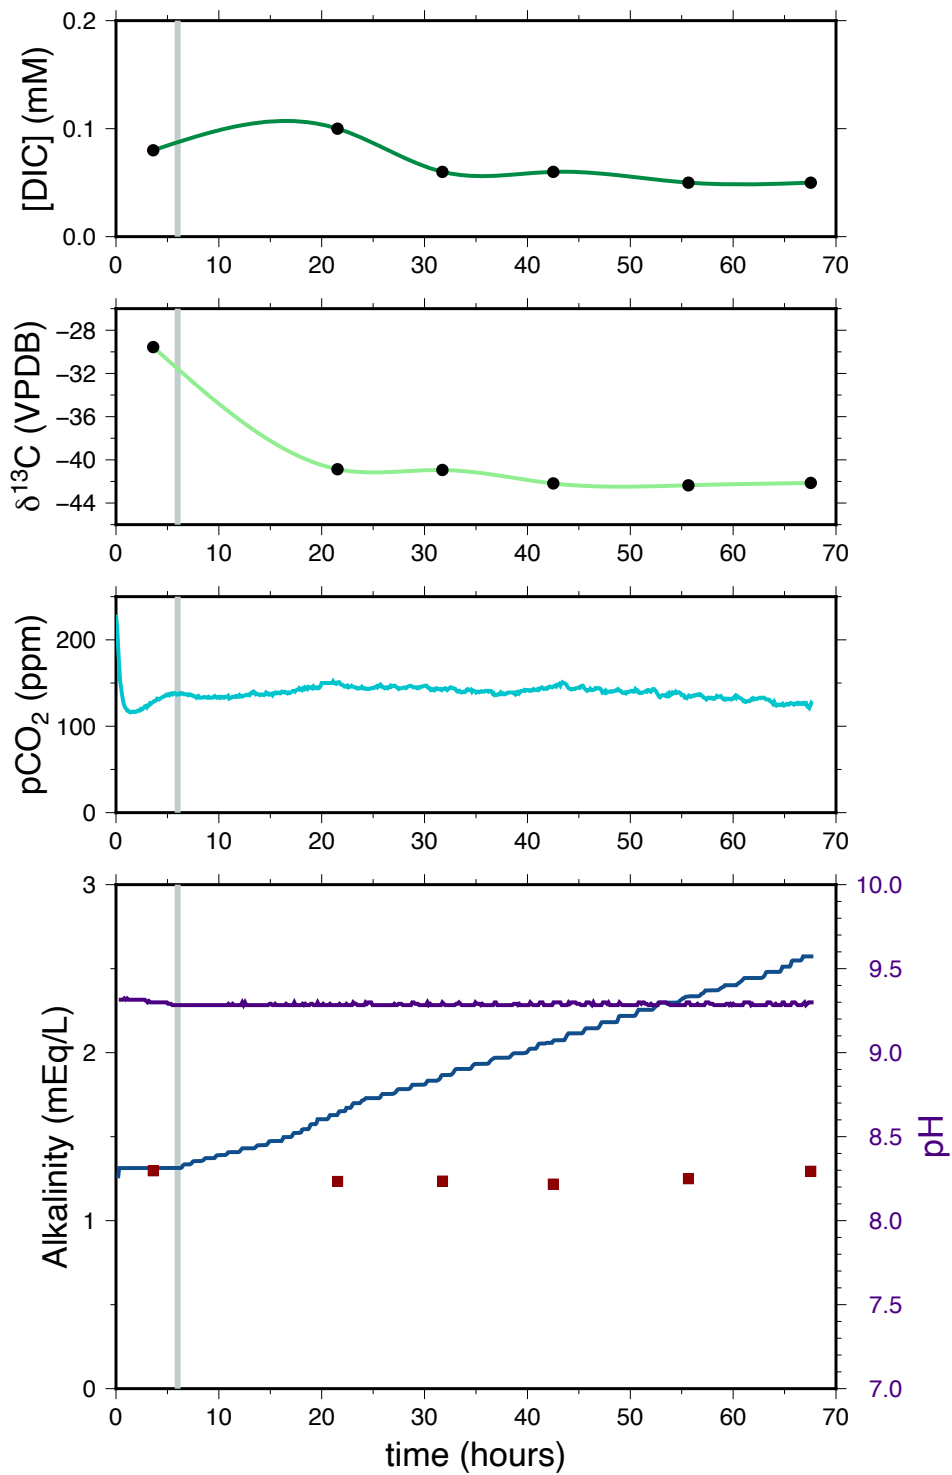 [DIC] (mM)
0.2
0.1
0.0
0 10 20 30 40 50 60 70
δ¹³C (VPDB)
−28
−32
−36
−40
−44
0 10 20 30 40 50 60 70
pCO₂ (ppm)
200
100
0
0 10 20 30 40 50 60 70
Alkalinity (mEq/L)
3
2
1
0
10.0
9.5
9.0
8.5
8.0
7.5
7.0
pH
0 10 20 30 40 50 60 70
time (hours)